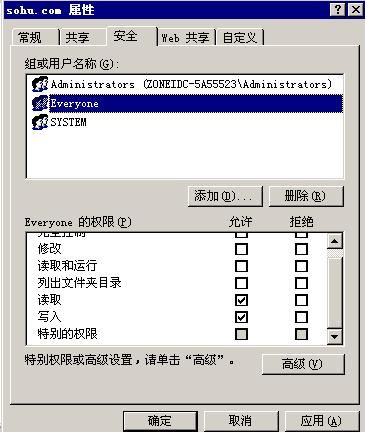 sohu.com 属性
常规 共享 安全 Web 共享 自定义
组或用户名称(G):
Administrators (ZONEIDC-5A55523\Administrators)
Everyone
SYSTEM
添加(D)... 删除(R)
Everyone 的权限(P) 允许 拒绝
完全控制
修改
读取和运行
列出文件夹目录
读取
写入
特别的权限
特别权限或高级设置，请单击“高级”。 高级(V)
确定 取消 应用(A)